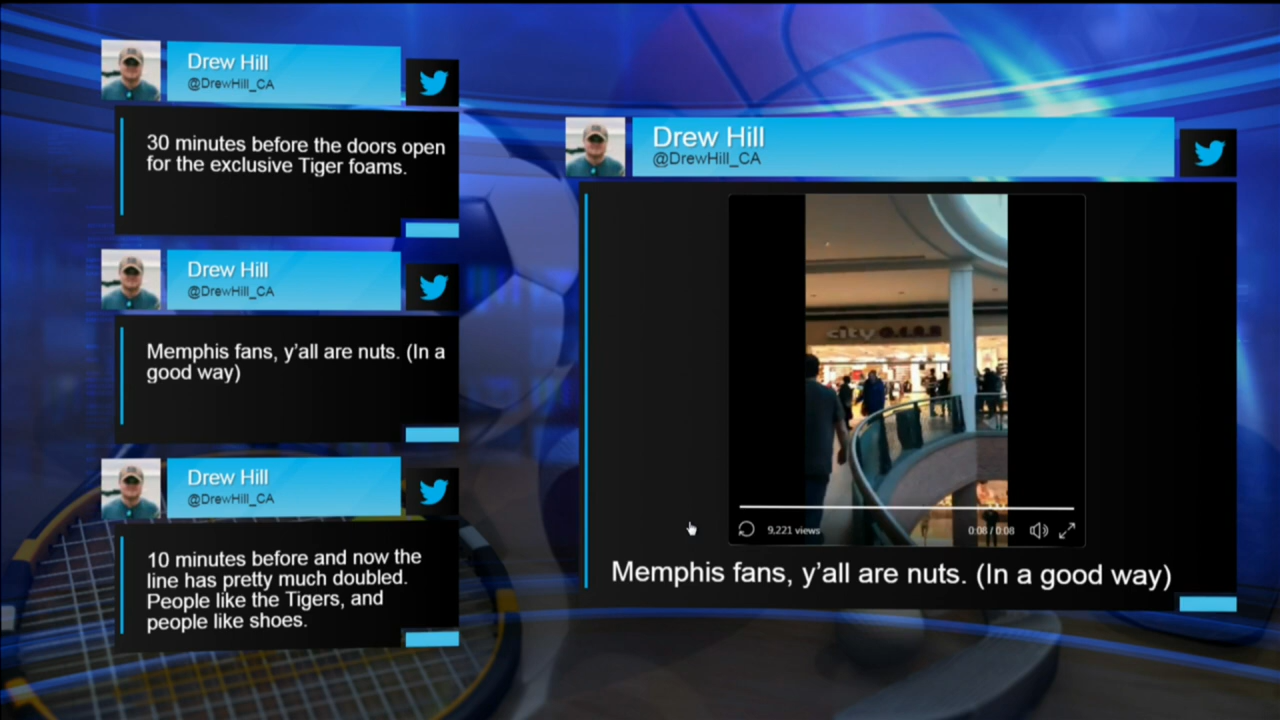 Drew Hill
@DrewHill_CA
30 minutes before the doors open
for the exclusive Tiger foams.
Drew Hill
@DrewHill_CA
Memphis fans, y'all are nuts. (In a
good way)
Drew Hill
@DrewHill_CA
10 minutes before and now the
line has pretty much doubled.
People like the Tigers, and
people like shoes.
Drew Hill
@DrewHill_CA
city gear
9,221 views
0:08 / 0:08
Memphis fans, y'all are nuts. (In a good way)